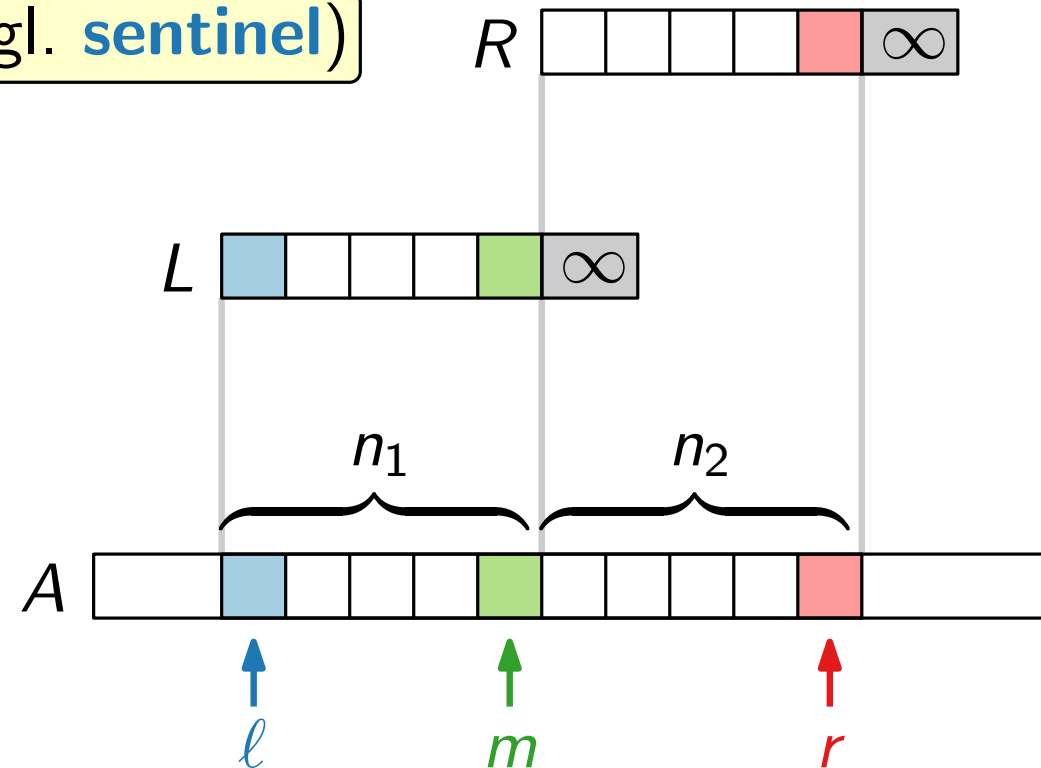 gl. sentinel)
R ∞
L ∞
n₁ n₂
A
ℓ m r